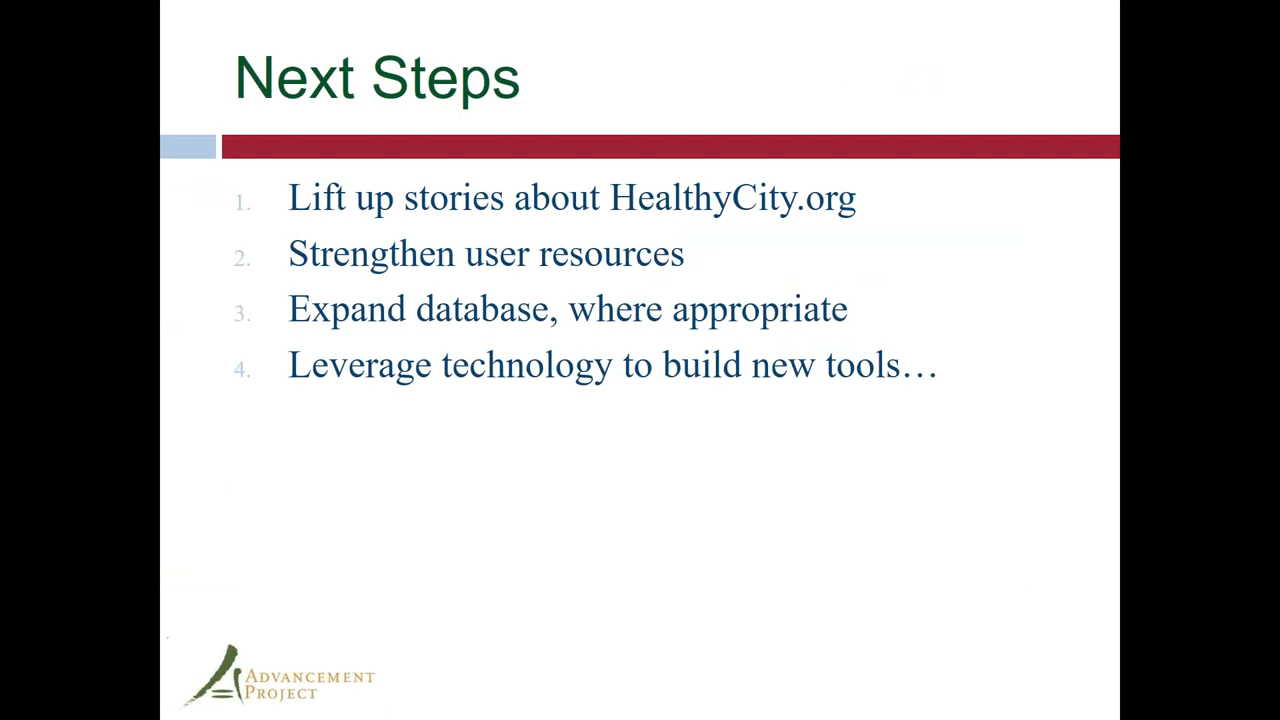 Next Steps
1. Lift up stories about HealthyCity.org
2. Strengthen user resources
3. Expand database, where appropriate
4. Leverage technology to build new tools…
ADVANCEMENT
PROJECT